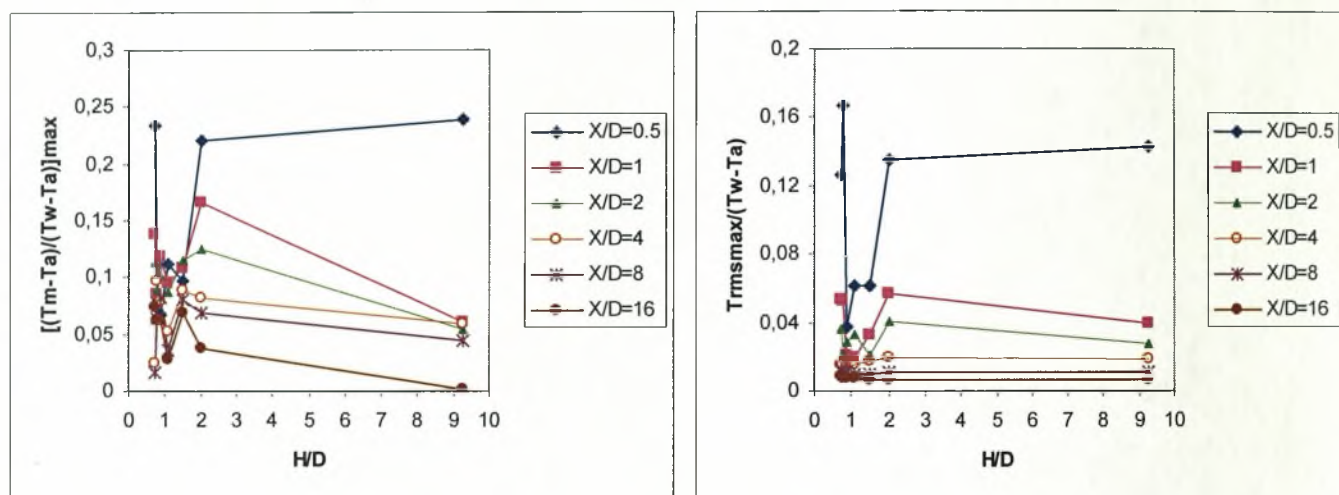 [(Tm-Ta)/(Tw-Ta)]max
0,3
0,25
0,2
0,15
0,1
0,05
0
0 1 2 3 4 5 6 7 8 9 10
H/D
X/D=0.5
X/D=1
X/D=2
X/D=4
X/D=8
X/D=16
Trmsmax/(Tw-Ta)
0,2
0,16
0,12
0,08
0,04
0
0 1 2 3 4 5 6 7 8 9 10
H/D
X/D=0.5
X/D=1
X/D=2
X/D=4
X/D=8
X/D=16